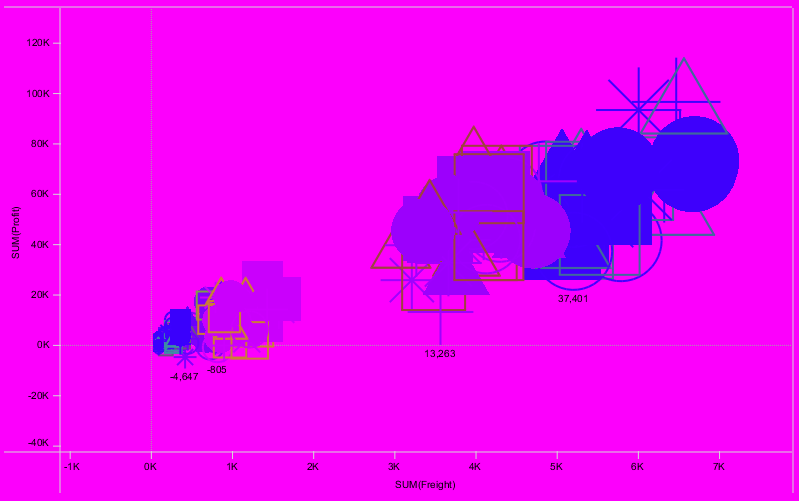 120K
100K
80K
60K
40K
20K
0K
-20K
-40K
SUM(Profit)
37,401
13,263
-805
-4,647
-1K 0K 1K 2K 3K 4K 5K 6K 7K
SUM(Freight)